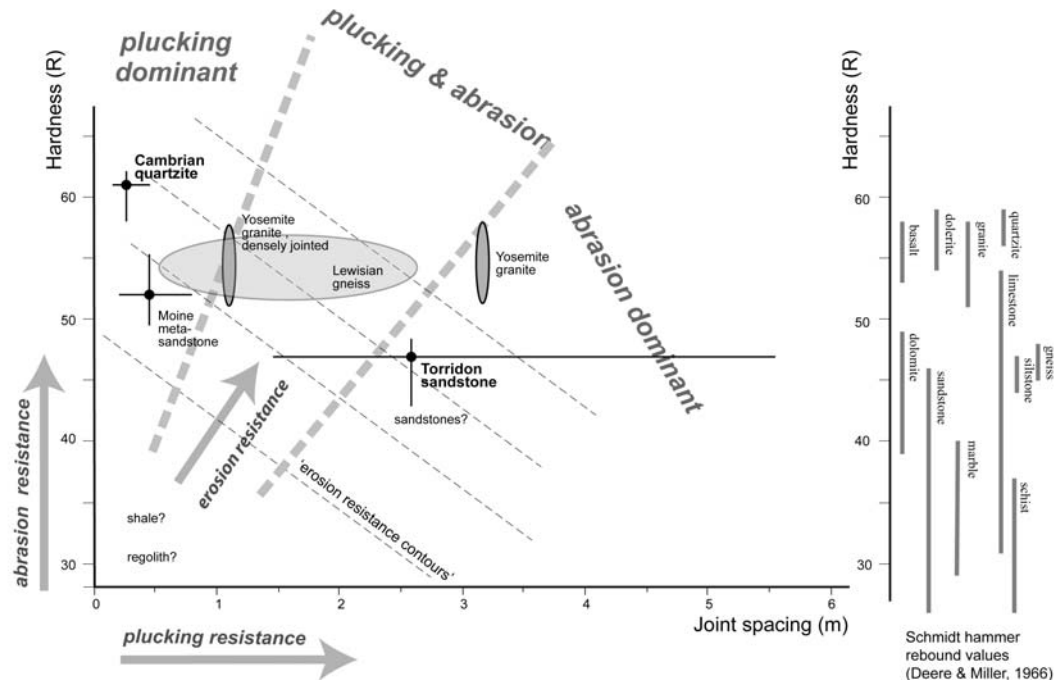 plucking
dominant
plucking & abrasion
abrasion dominant
Hardness (R)
60
50
40
30
abrasion resistance
Cambrian
quartzite
Yosemite
granite ,
densely jointed
Lewisian
gneiss
Yosemite
granite
Moine
meta-
sandstone
Torridon
sandstone
sandstones?
erosion resistance
'erosion resistance contours'
shale?
regolith?
0
1
2
3
4
5
6
Joint spacing (m)
plucking resistance
Hardness (R)
60
50
40
30
basalt
dolerite
granite
quartzite
limestone
dolomite
sandstone
marble
siltstone
gneiss
schist
Schmidt hammer
rebound values
(Deere & Miller, 1966)